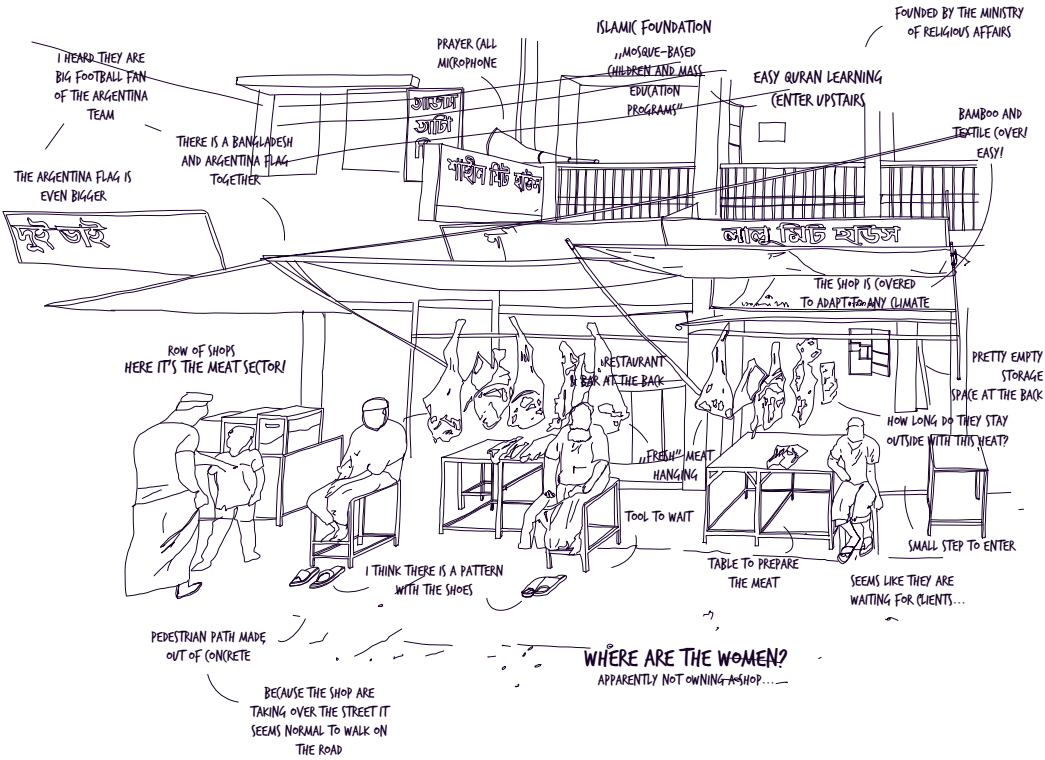 FOUNDED BY THE MINISTRY
OF RELIGIOUS AFFAIRS
ISLAMIC FOUNDATION
„MOSQUE-BASED
CHILDREN AND MASS
EDUCATION
PROGRAMS"
PRAYER CALL
MICROPHONE
I HEARD THEY ARE
BIG FOOTBALL FAN
OF THE ARGENTINA
TEAM
EASY QURAN LEARNING
CENTER UPSTAIRS
BAMBOO AND
TEXTILE COVER!
EASY!
THERE IS A BANGLADESH
AND ARGENTINA FLAG
TOGETHER
THE ARGENTINA FLAG IS
EVEN BIGGER
শাহীন মিট হাউস
দুই ভাই
লালু মিট হাউস
THE SHOP IS COVERED
TO ADAPT TO ANY CLIMATE
ROW OF SHOPS
HERE IT'S THE MEAT SECTOR!
RESTAURANT
& BAR AT THE BACK
PRETTY EMPTY
STORAGE
SPACE AT THE BACK
HOW LONG DO THEY STAY
OUTSIDE WITH THIS HEAT?
„FRESH" MEAT
HANGING
TOOL TO WAIT
SMALL STEP TO ENTER
TABLE TO PREPARE
THE MEAT
I THINK THERE IS A PATTERN
WITH THE SHOES
SEEMS LIKE THEY ARE
WAITING FOR CLIENTS...
PEDESTRIAN PATH MADE
OUT OF CONCRETE
WHERE ARE THE WOMEN?
APPARENTLY NOT OWNING A SHOP...
BECAUSE THE SHOP ARE
TAKING OVER THE STREET IT
SEEMS NORMAL TO WALK ON
THE ROAD